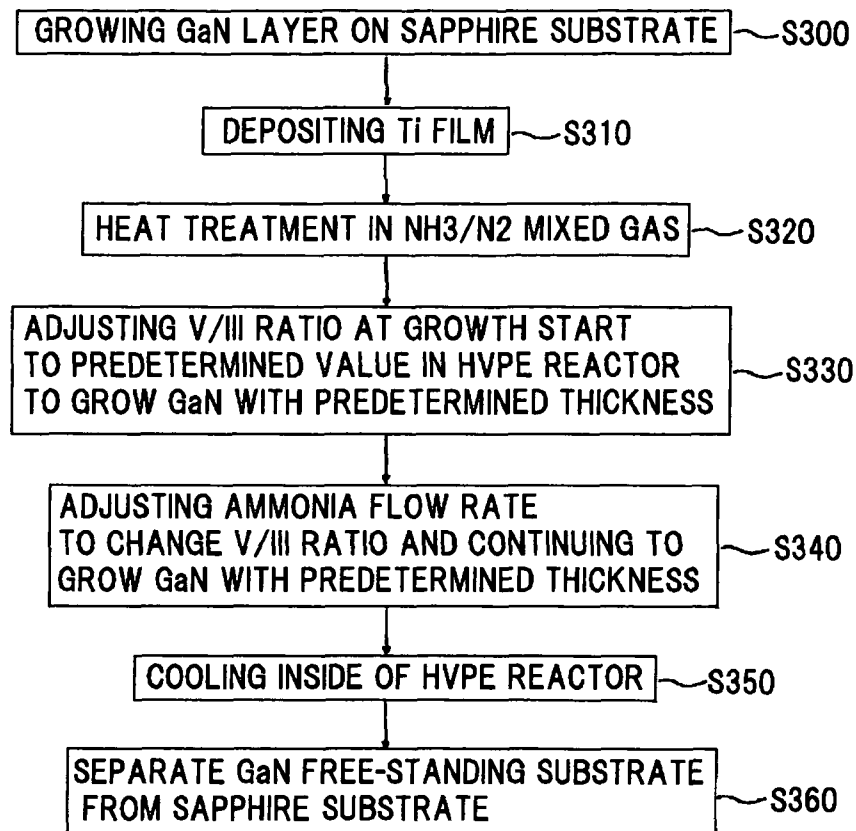 GROWING GaN LAYER ON SAPPHIRE SUBSTRATE
S300
DEPOSITING Ti FILM
S310
HEAT TREATMENT IN NH3/N2 MIXED GAS
S320
ADJUSTING V/III RATIO AT GROWTH START
TO PREDETERMINED VALUE IN HVPE REACTOR
TO GROW GaN WITH PREDETERMINED THICKNESS
S330
ADJUSTING AMMONIA FLOW RATE
TO CHANGE V/III RATIO AND CONTINUING TO
GROW GaN WITH PREDETERMINED THICKNESS
S340
COOLING INSIDE OF HVPE REACTOR
S350
SEPARATE GaN FREE-STANDING SUBSTRATE
FROM SAPPHIRE SUBSTRATE
S360